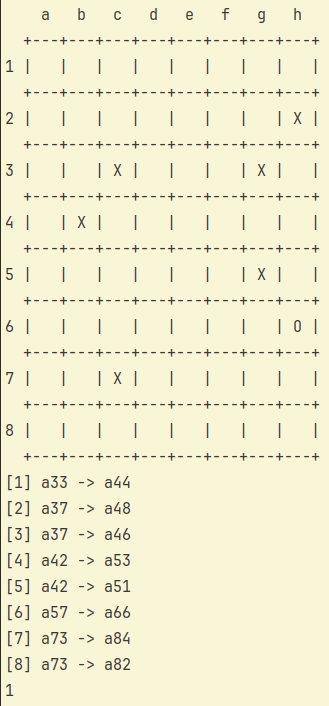 a   b   c   d   e   f   g   h
  +---+---+---+---+---+---+---+---+
1 |   |   |   |   |   |   |   |   |
  +---+---+---+---+---+---+---+---+
2 |   |   |   |   |   |   |   | X |
  +---+---+---+---+---+---+---+---+
3 |   |   | X |   |   |   | X |   |
  +---+---+---+---+---+---+---+---+
4 |   | X |   |   |   |   |   |   |
  +---+---+---+---+---+---+---+---+
5 |   |   |   |   |   |   | X |   |
  +---+---+---+---+---+---+---+---+
6 |   |   |   |   |   |   |   | O |
  +---+---+---+---+---+---+---+---+
7 |   |   | X |   |   |   |   |   |
  +---+---+---+---+---+---+---+---+
8 |   |   |   |   |   |   |   |   |
  +---+---+---+---+---+---+---+---+
[1] a33 -> a44
[2] a37 -> a48
[3] a37 -> a46
[4] a42 -> a53
[5] a42 -> a51
[6] a57 -> a66
[7] a73 -> a84
[8] a73 -> a82
1